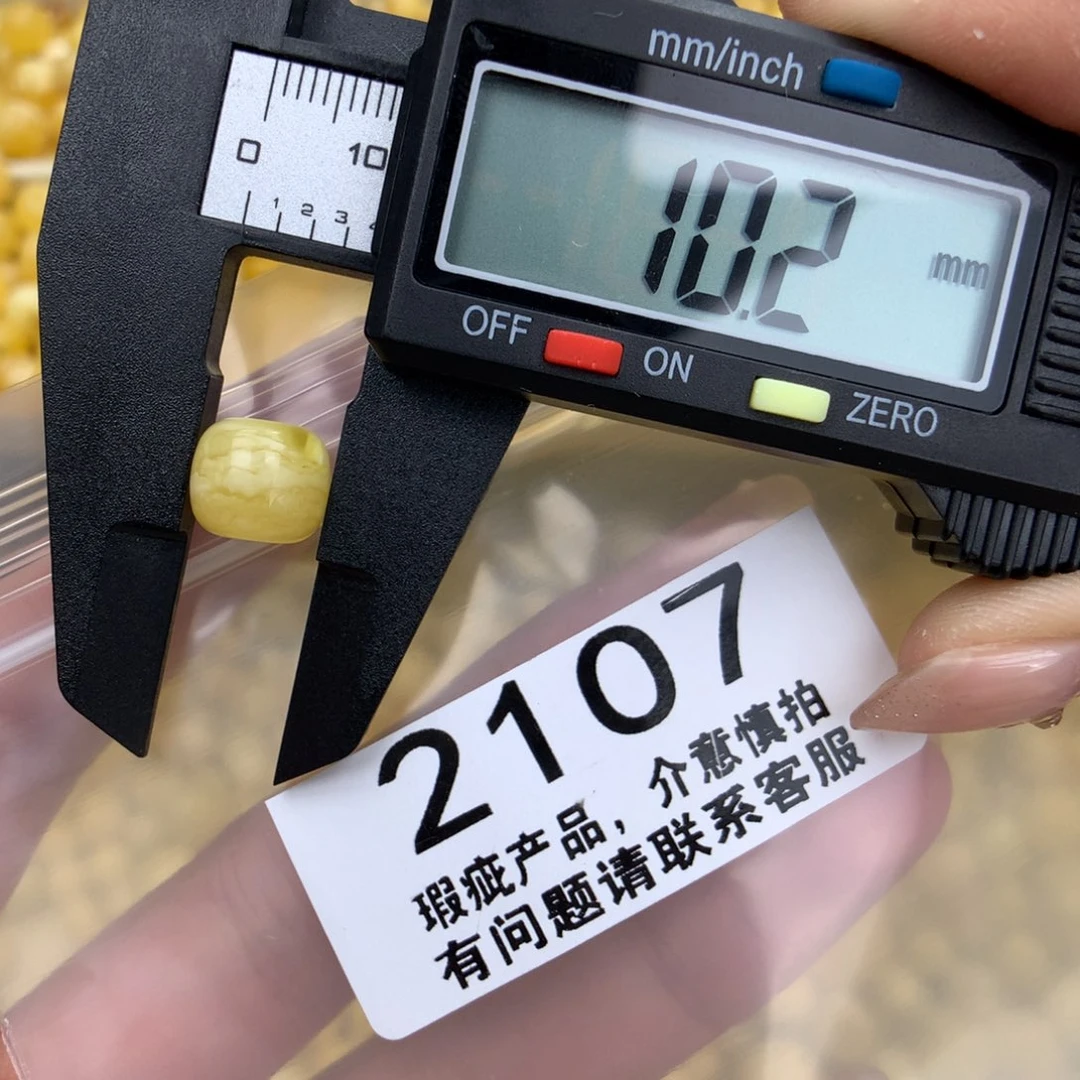 mm/inch
0 10
1 2 3
10.2 mm
OFF ON ZERO
2107
瑕疵产品，介意慎拍
有问题请联系客服